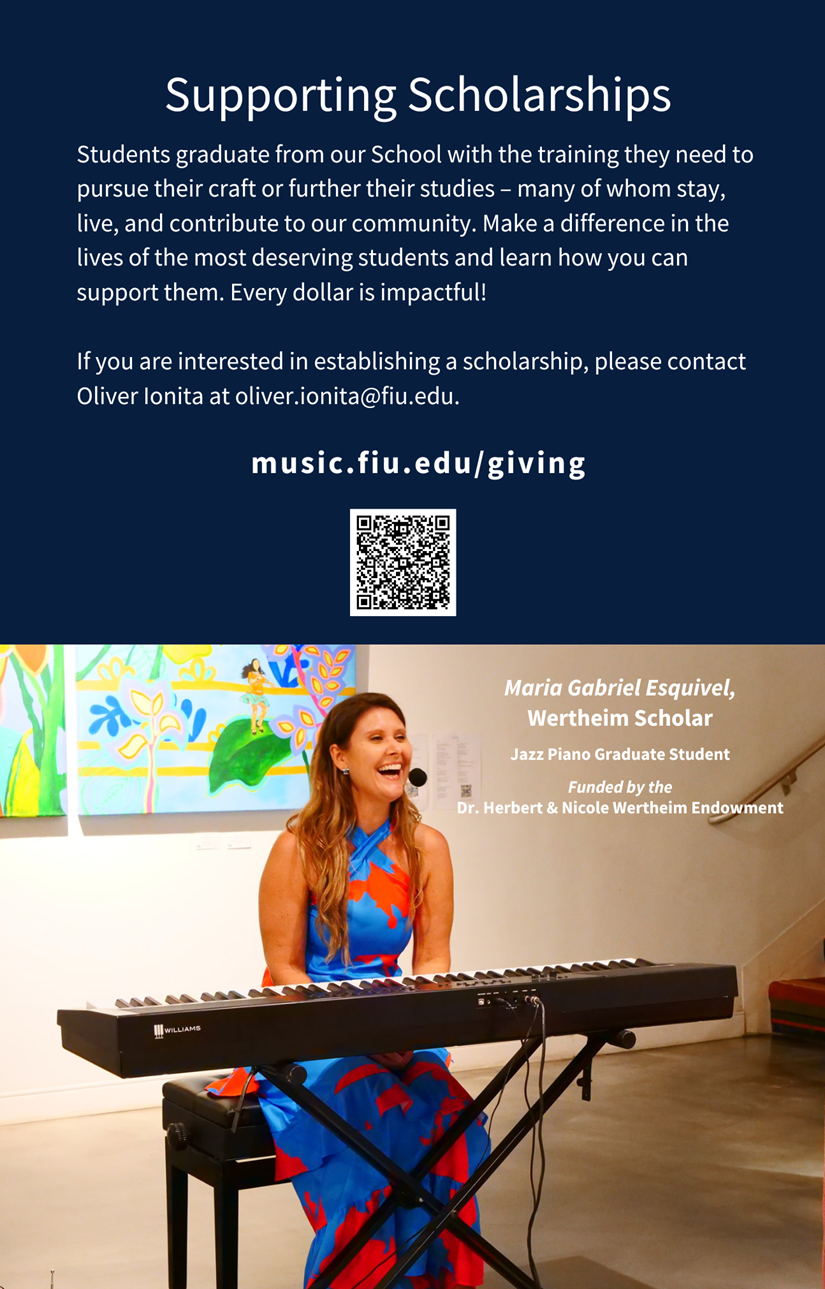 Supporting Scholarships
Students graduate from our School with the training they need to
pursue their craft or further their studies – many of whom stay,
live, and contribute to our community. Make a difference in the
lives of the most deserving students and learn how you can
support them. Every dollar is impactful!
If you are interested in establishing a scholarship, please contact
Oliver Ionita at oliver.ionita@fiu.edu.
music.fiu.edu/giving
Maria Gabriel Esquivel,
Wertheim Scholar
Jazz Piano Graduate Student
Funded by the
Dr. Herbert & Nicole Wertheim Endowment
WILLIAMS